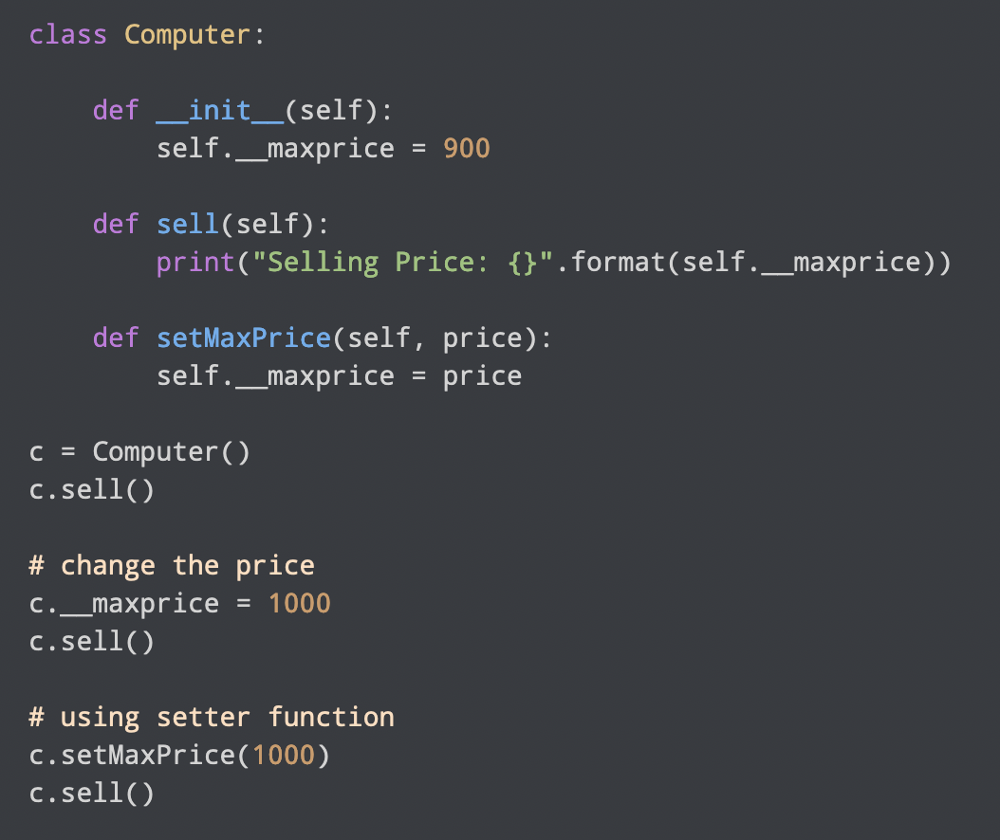 class Computer:
    def __init__(self):
        self.__maxprice = 900
    def sell(self):
        print("Selling Price: {}".format(self.__maxprice))
    def setMaxPrice(self, price):
        self.__maxprice = price
c = Computer()
c.sell()
# change the price
c.__maxprice = 1000
c.sell()
# using setter function
c.setMaxPrice(1000)
c.sell()